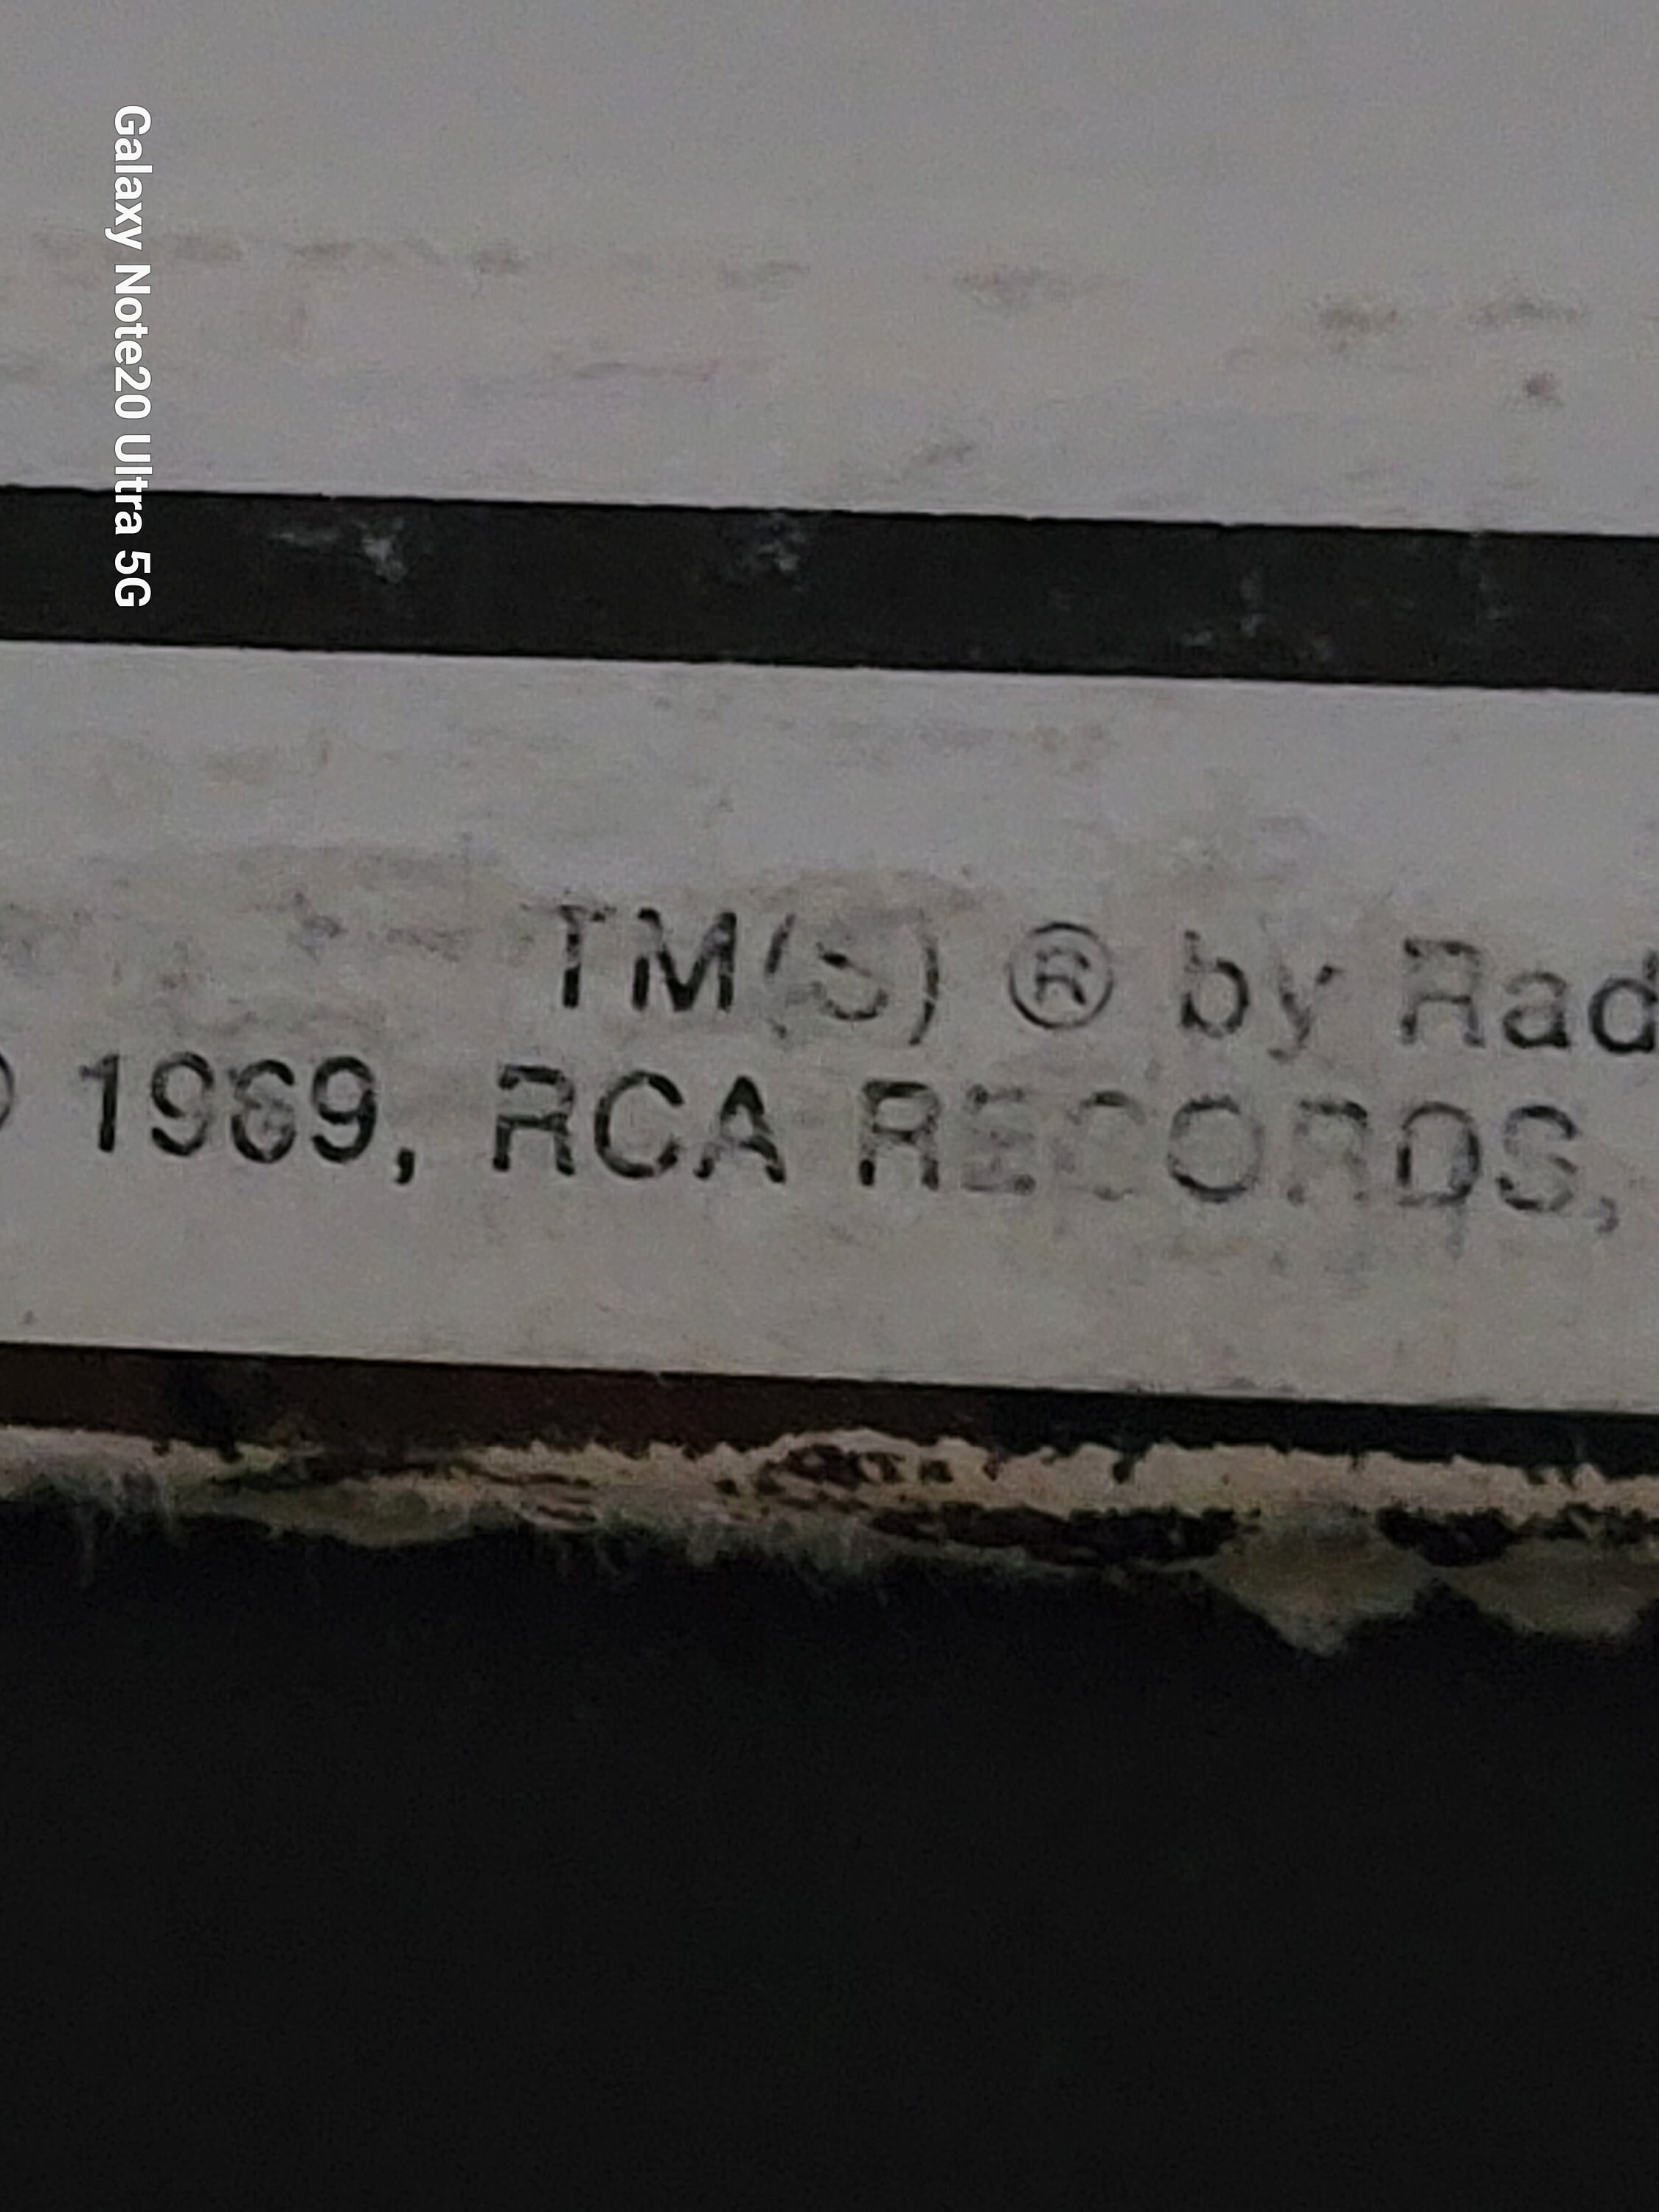 Galaxy Note20 Ultra 5G
TM(S) ® by Rad
1969, RCA RECORDS,